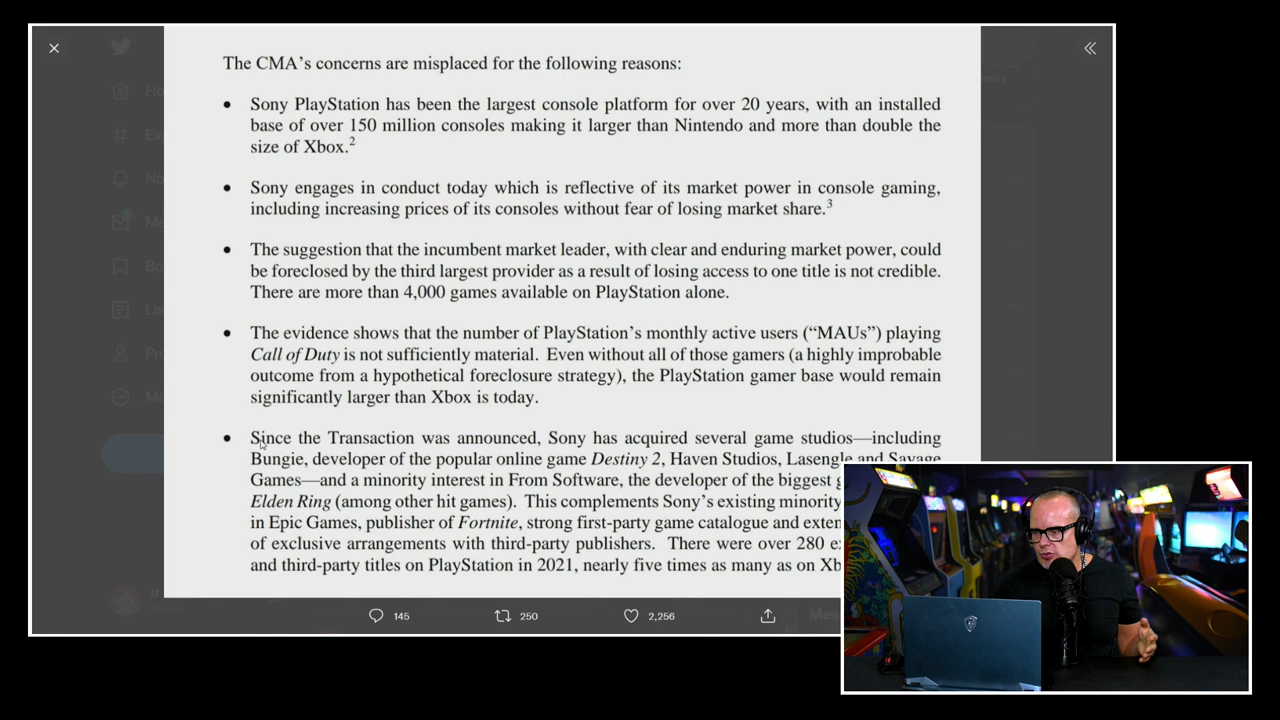 The CMA's concerns are misplaced for the following reasons:
• Sony PlayStation has been the largest console platform for over 20 years, with an installed
base of over 150 million consoles making it larger than Nintendo and more than double the
size of Xbox.2
• Sony engages in conduct today which is reflective of its market power in console gaming,
including increasing prices of its consoles without fear of losing market share.3
• The suggestion that the incumbent market leader, with clear and enduring market power, could
be foreclosed by the third largest provider as a result of losing access to one title is not credible.
There are more than 4,000 games available on PlayStation alone.
• The evidence shows that the number of PlayStation's monthly active users (“MAUs”) playing
Call of Duty is not sufficiently material. Even without all of those gamers (a highly improbable
outcome from a hypothetical foreclosure strategy), the PlayStation gamer base would remain
significantly larger than Xbox is today.
• Since the Transaction was announced, Sony has acquired several game studios—including
Bungie, developer of the popular online game Destiny 2, Haven Studios, Lasengle and Savage
Games—and a minority interest in From Software, the developer of the biggest
Elden Ring (among other hit games). This complements Sony's existing minority
in Epic Games, publisher of Fortnite, strong first-party game catalogue and
of exclusive arrangements with third-party publishers. There were over 280
and third-party titles on PlayStation in 2021, nearly five times as many as on
145 250 2,256